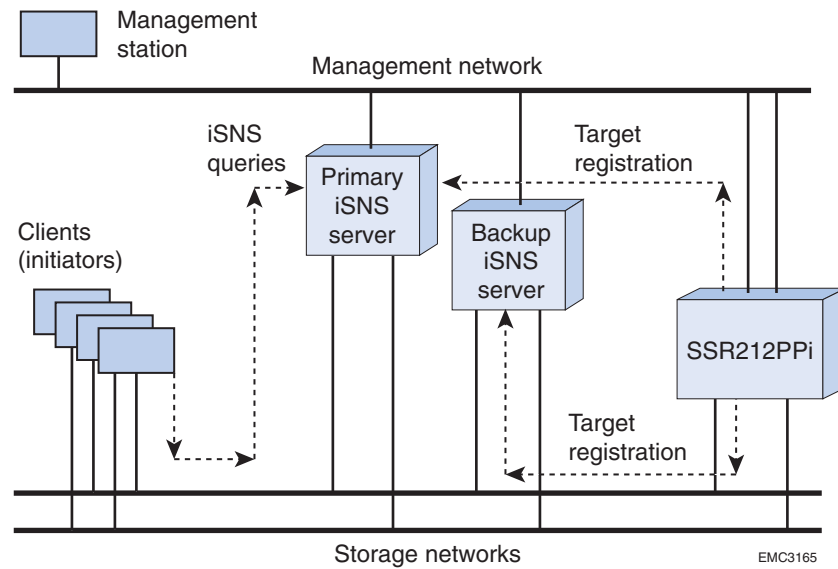 Management
station
Management network
iSNS
queries
Target
registration
Primary
iSNS
server
Backup
iSNS
server
Clients
(initiators)
SSR212PPi
Target
registration
Storage networks
EMC3165